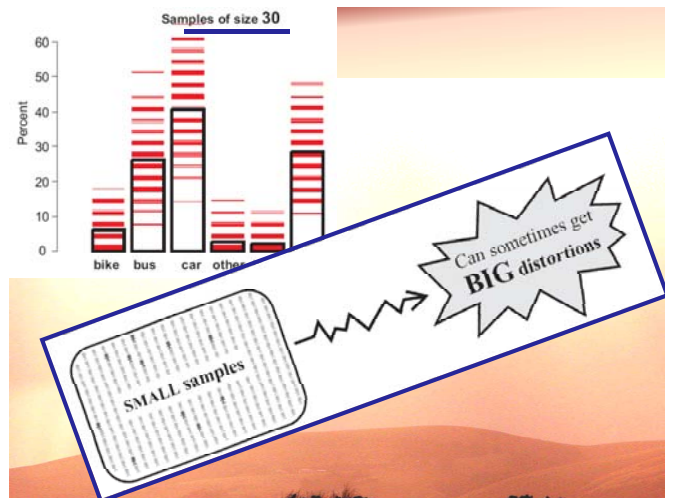 Samples of size 30
60
50
40
30
20
10
0
Percent
bike bus car other
Can sometimes get
BIG distortions
SMALL samples